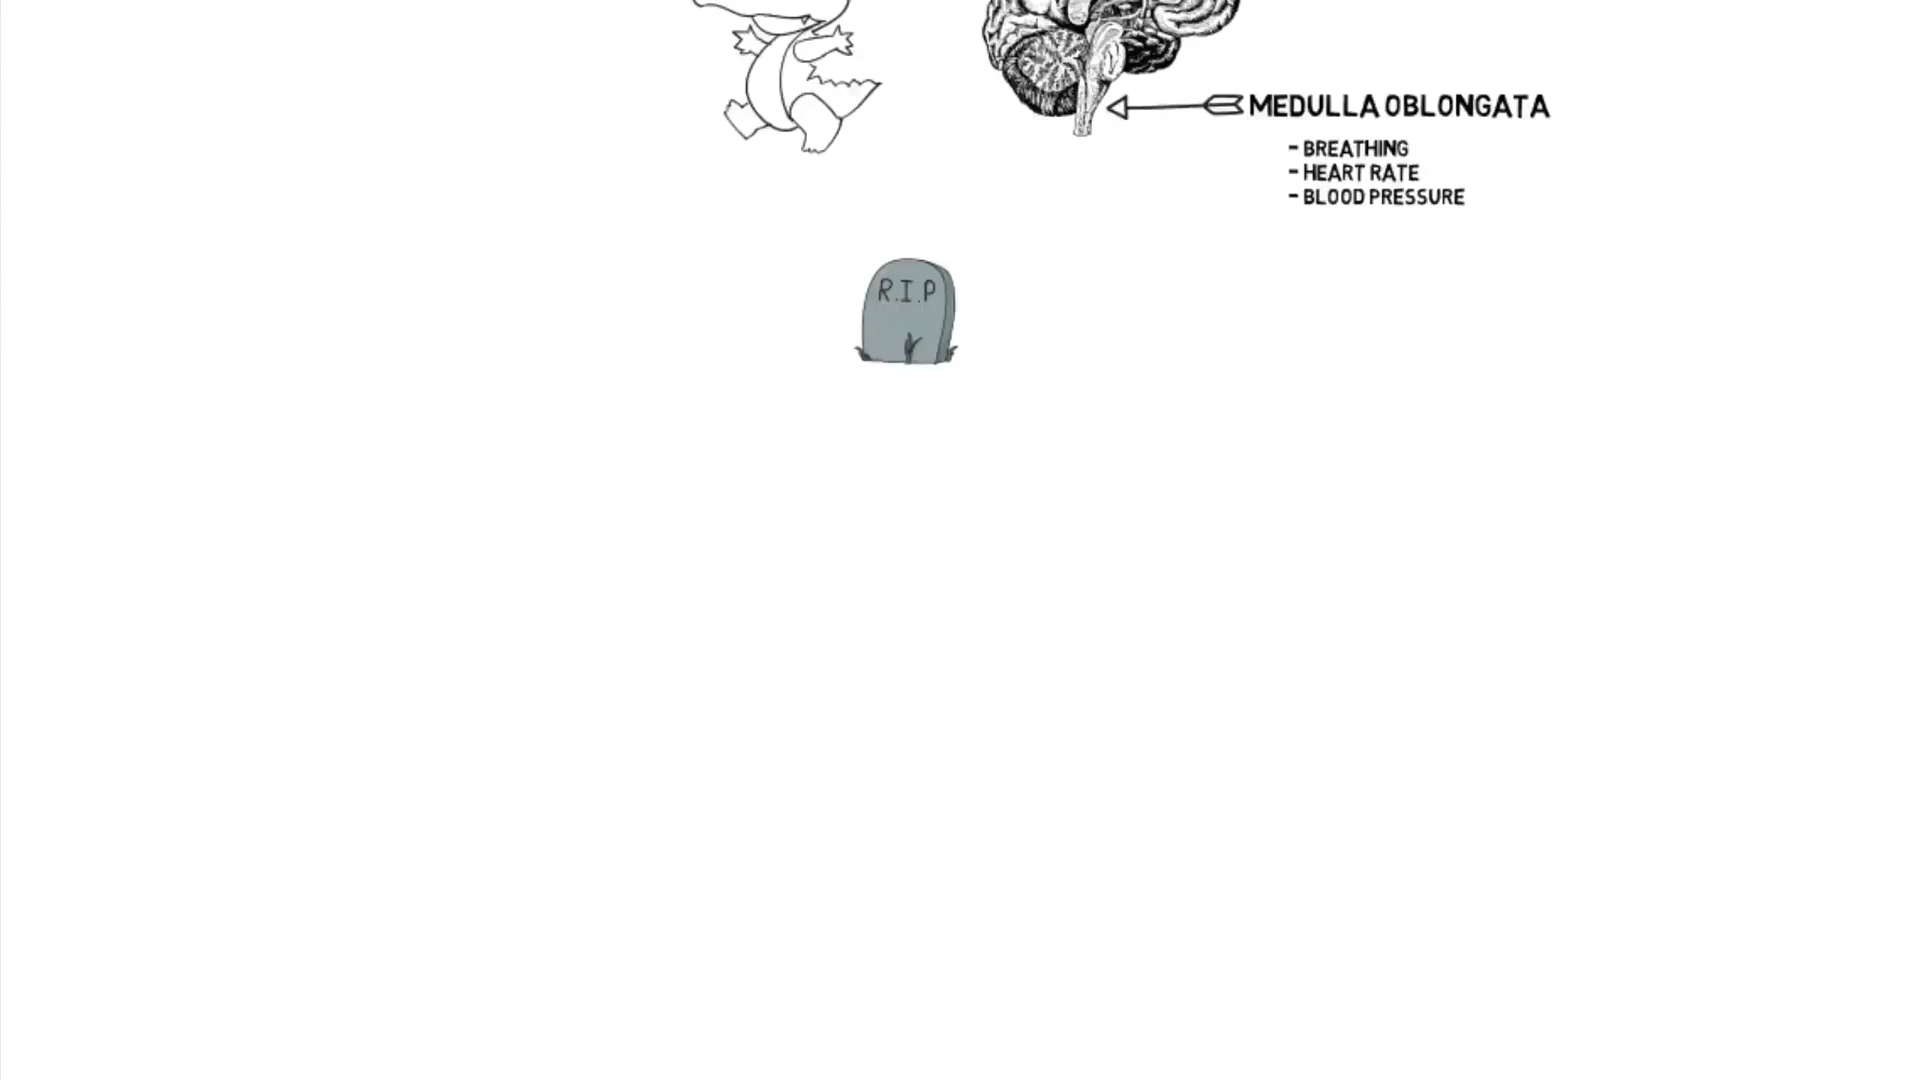 MEDULLA OBLONGATA
- BREATHING
- HEART RATE
- BLOOD PRESSURE
R.I.P